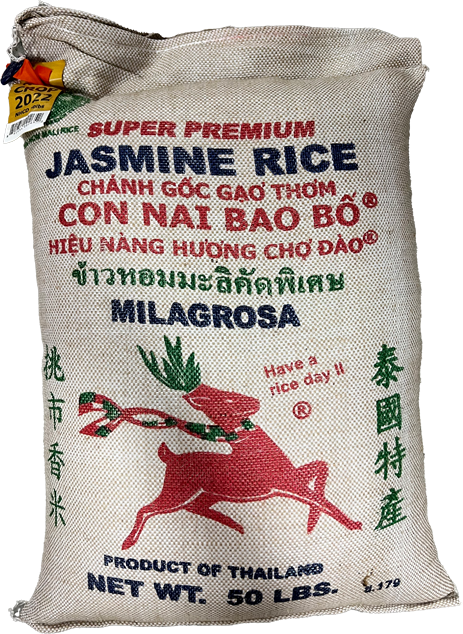 CROP
2022
SUPER PREMIUM
JASMINE RICE
CHÁNH GỐC GẠO THƠM
CON NAI BAO BỐ®
HIỆU NÀNG HƯƠNG CHỢ ĐÀO®
ข้าวหอมมะลิคัดพิเศษ
MILAGROSA
Have a
rice day !!
®
桃市香米
泰國特產
PRODUCT OF THAILAND
NET WT. 50 LBS.